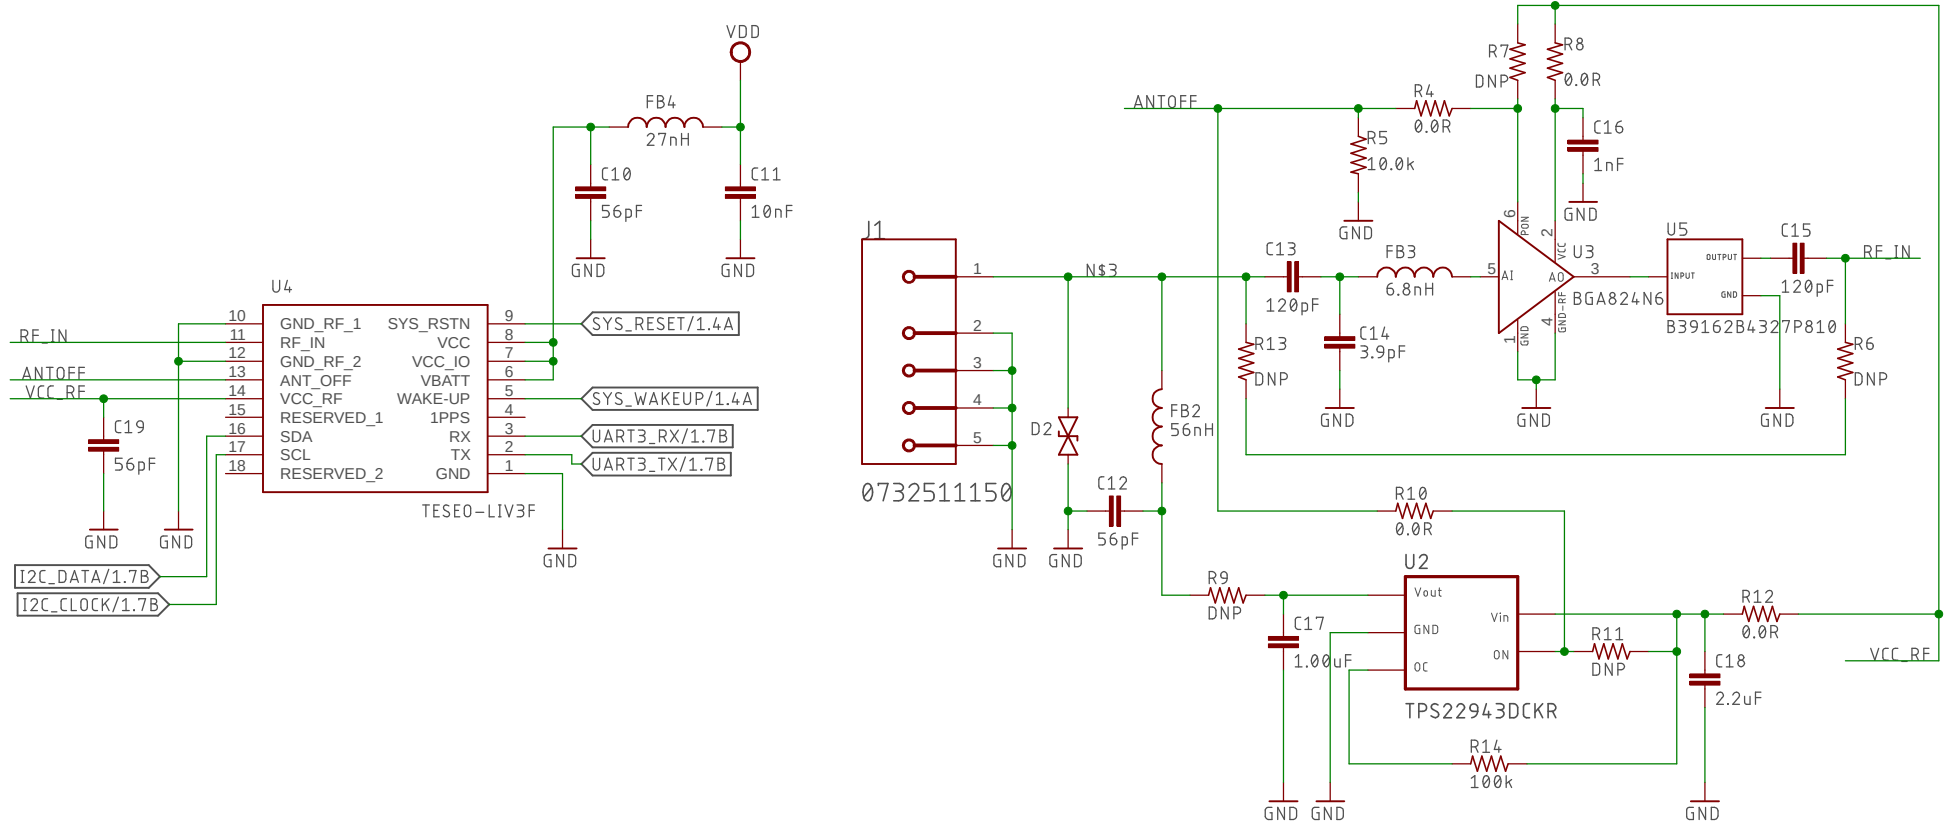 VDD
FB4
27nH
C10
56pF
C11
10nF
GND
GND
U4
10
11
12
13
14
15
16
17
18
GND_RF_1
RF_IN
GND_RF_2
ANT_OFF
VCC_RF
RESERVED_1
SDA
SCL
RESERVED_2
SYS_RSTN
VCC
VCC_IO
VBATT
WAKE-UP
1PPS
RX
TX
GND
9
8
7
6
5
4
3
2
1
TESEO-LIV3F
RF_IN
ANTOFF
VCC_RF
C19
56pF
GND
GND
GND
SYS_RESET/1.4A
SYS_WAKEUP/1.4A
UART3_RX/1.7B
UART3_TX/1.7B
I2C_DATA/1.7B
I2C_CLOCK/1.7B
J1
1
2
3
4
5
0732511150
GND
N$3
D2
GND
C12
56pF
FB2
56nH
ANTOFF
R4
0.0R
R5
10.0k
GND
R7
DNP
R8
0.0R
C16
1nF
GND
C13
120pF
R13
DNP
C14
3.9pF
GND
FB3
6.8nH
5
AI
6
PON
2
VCC
U3
AO
3
BGA824N6
1
GND
4
GND-RF
GND
U5
OUTPUT
INPUT
GND
B39162B4327P810
GND
C15
120pF
RF_IN
R6
DNP
R10
0.0R
R9
DNP
C17
1.00uF
GND
GND
U2
Vout
GND
OC
Vin
ON
TPS22943DCKR
R11
DNP
R12
0.0R
C18
2.2uF
GND
VCC_RF
R14
100k